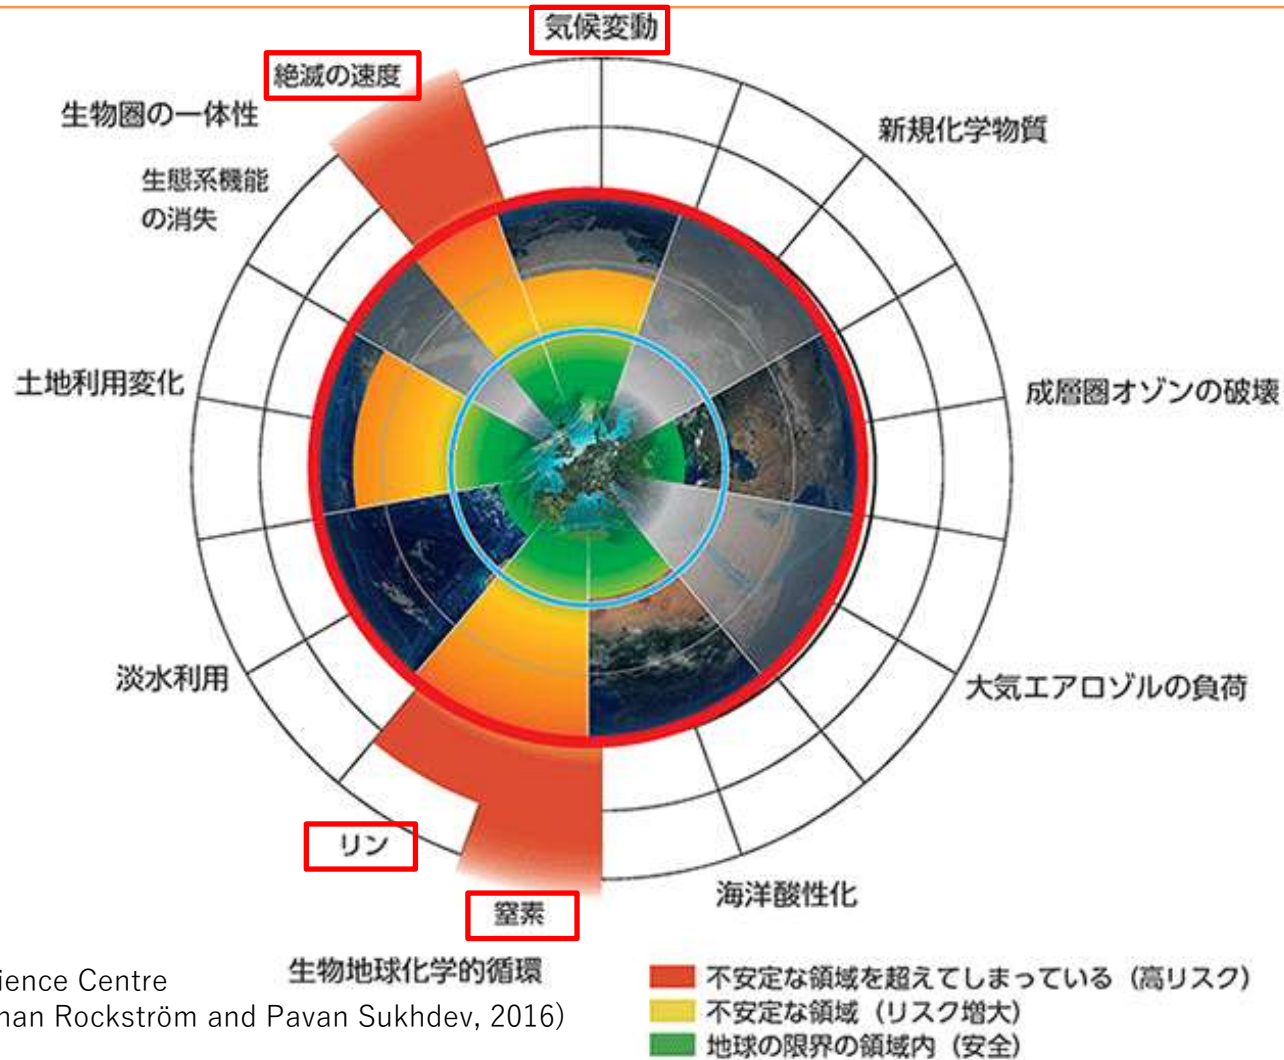 気候変動
絶滅の速度
生物圏の一体性
新規化学物質
生態系機能
の消失
土地利用変化
成層圏オゾンの破壊
淡水利用
大気エアロゾルの負荷
リン
海洋酸性化
窒素
生物地球化学的循環
ience Centre
nan Rockström and Pavan Sukhdev, 2016)
不安定な領域を超えてしまっている（高リスク）
不安定な領域（リスク増大）
地球の限界の領域内（安全）